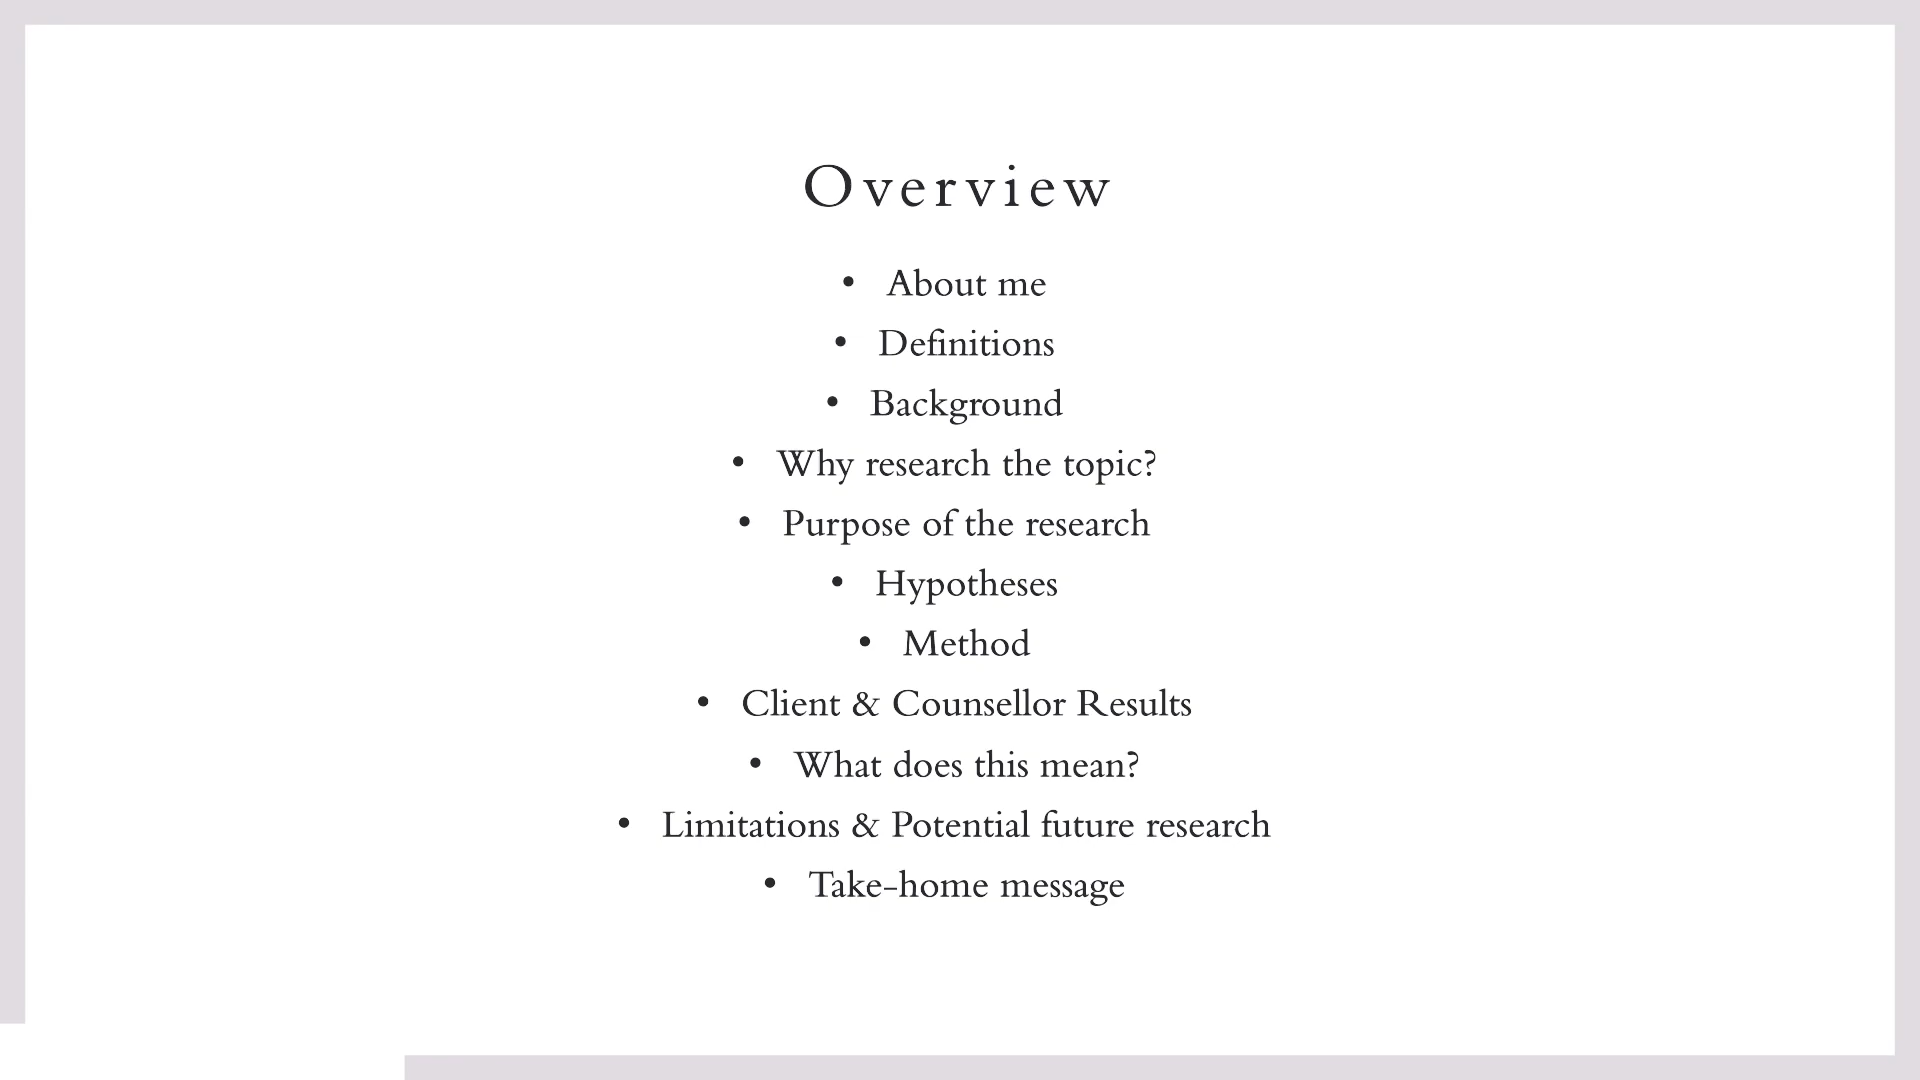 Overview
• About me
• Definitions
• Background
• Why research the topic?
• Purpose of the research
• Hypotheses
• Method
• Client & Counsellor Results
• What does this mean?
• Limitations & Potential future research
• Take-home message